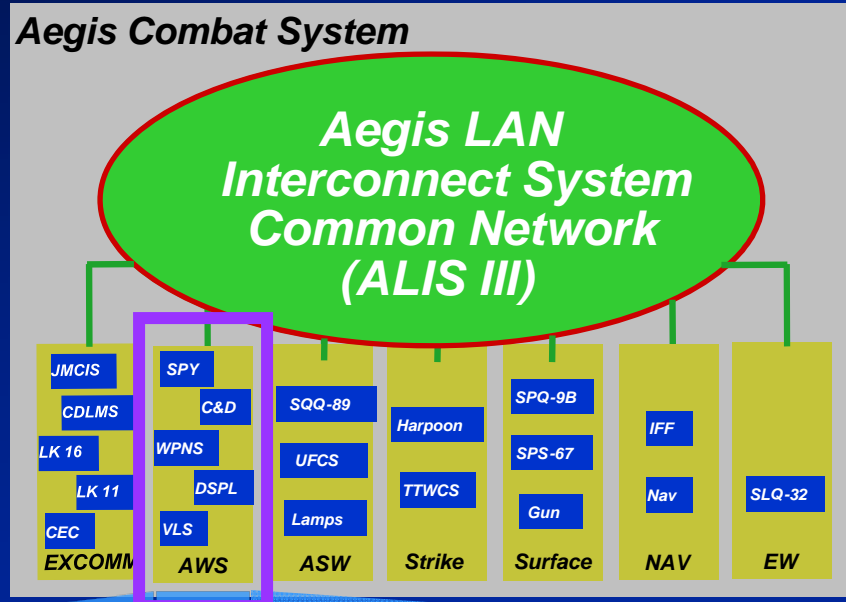 Aegis Combat System
Aegis LAN
Interconnect System
Common Network
(ALIS III)
JMCIS
CDLMS
LK 16
LK 11
CEC
EXCOMM
SPY
C&D
WPNS
DSPL
VLS
AWS
SQQ-89
UFCS
Lamps
ASW
Harpoon
TTWCS
Strike
SPQ-9B
SPS-67
Gun
Surface
IFF
Nav
NAV
SLQ-32
EW